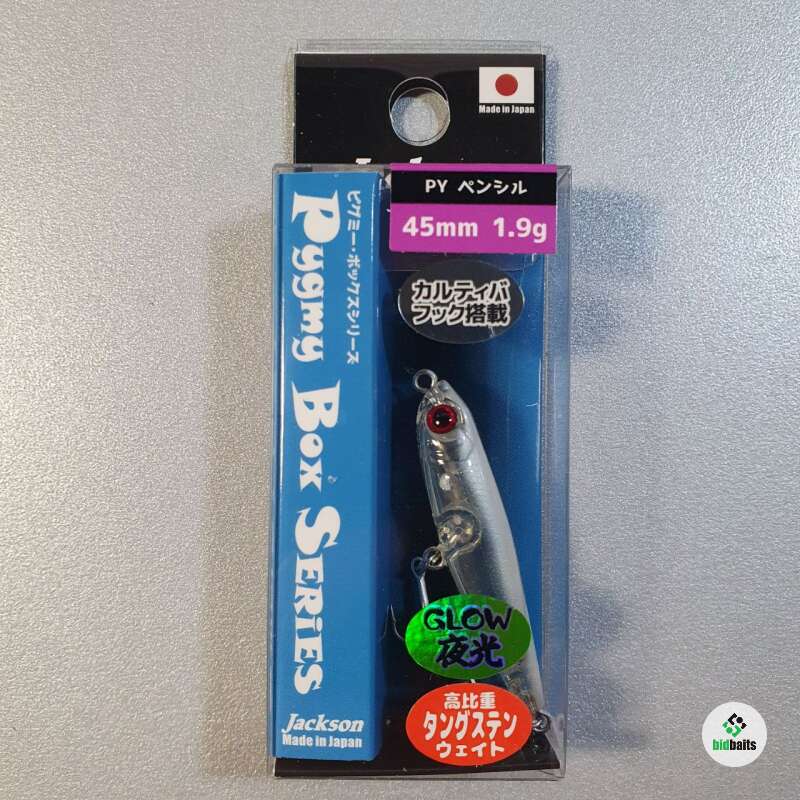 Made in Japan
PY ペンシル
45mm 1.9g
ピグミー・ボックスシリーズ
Pygmy Box SERIES
カルティバ
フック搭載
GLOW
夜光
高比重
タングステン
ウェイト
Jackson
Made in Japan
bidbaits